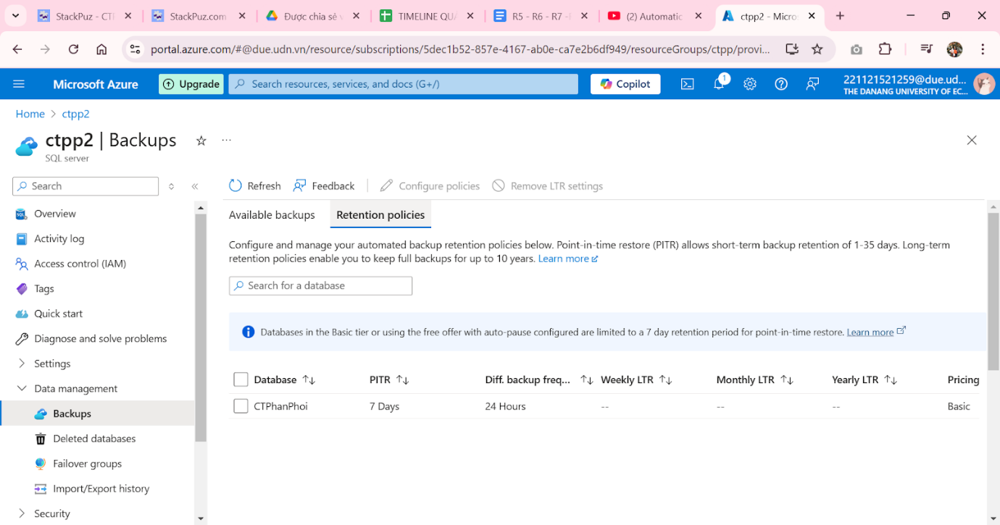 StackPuz - CTF
StackPuz.com
Được chia sẻ v
TIMELINE QUẢ
R5 - R6 - R7 -
(2) Automatic
ctpp2 - Micros
portal.azure.com/#@due.udn.vn/resource/subscriptions/5dec1b52-857e-4167-ab0e-ca7e2b6df949/resourceGroups/ctpp/provi...
Microsoft Azure
Upgrade
Search resources, services, and docs (G+/)
Copilot
1
221121521259@due.ud...
THE DANANG UNIVERSITY OF EC...
Home > ctpp2
ctpp2 | Backups
SQL server
Search
Refresh
Feedback
Configure policies
Remove LTR settings
Overview
Activity log
Access control (IAM)
Tags
Quick start
Diagnose and solve problems
Settings
Data management
Backups
Deleted databases
Failover groups
Import/Export history
Security
Available backups
Retention policies
Configure and manage your automated backup retention policies below. Point-in-time restore (PITR) allows short-term backup retention of 1-35 days. Long-term
retention policies enable you to keep full backups for up to 10 years. Learn more
Search for a database
Databases in the Basic tier or using the free offer with auto-pause configured are limited to a 7 day retention period for point-in-time restore. Learn more
Database PITR Diff. backup freq... Weekly LTR Monthly LTR Yearly LTR Pricing
CTPhanPhoi 7 Days 24 Hours -- -- -- Basic